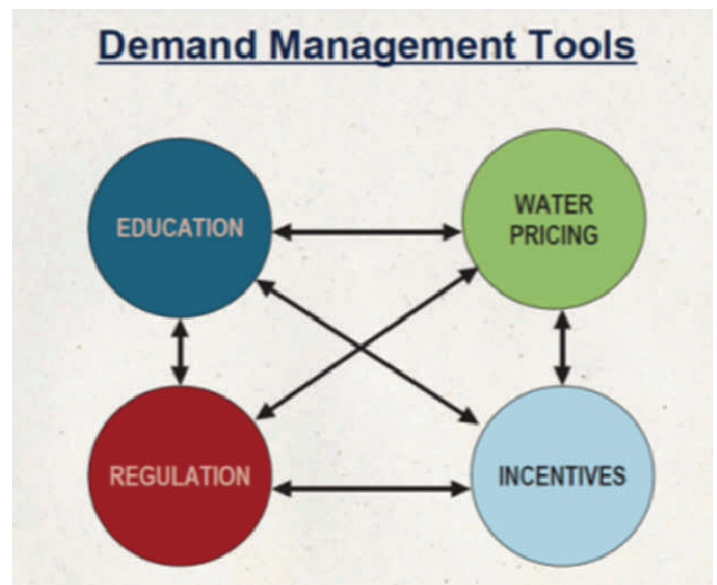 Demand Management Tools
EDUCATION
WATER
PRICING
REGULATION
INCENTIVES